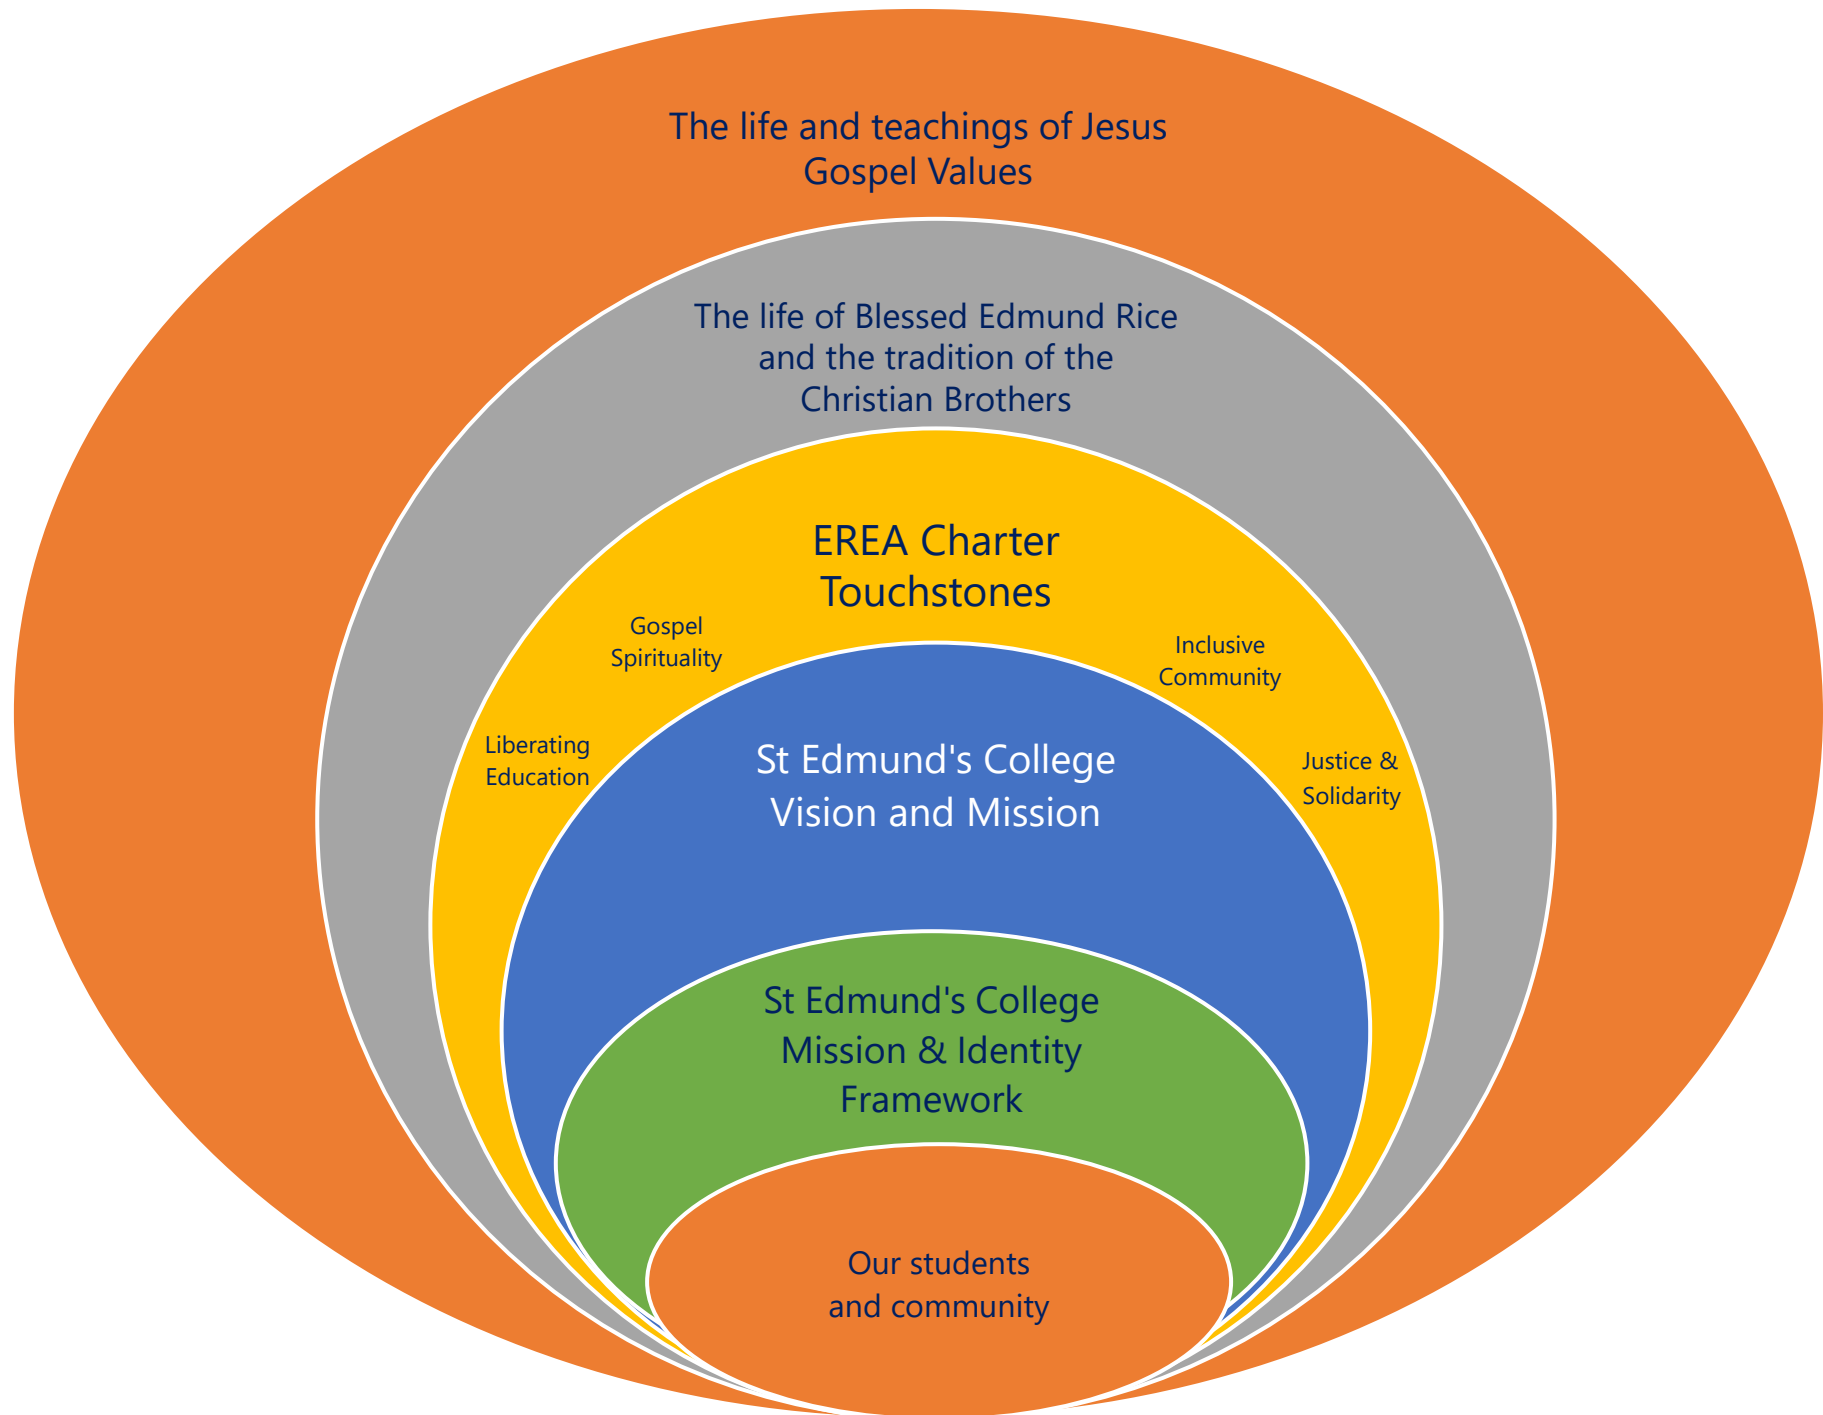 The life and teachings of Jesus
Gospel Values
The life of Blessed Edmund Rice
and the tradition of the
Christian Brothers
EREA Charter
Touchstones
Gospel
Spirituality
Inclusive
Community
Liberating
Education
Justice &
Solidarity
St Edmund's College
Vision and Mission
St Edmund's College
Mission & Identity
Framework
Our students
and community